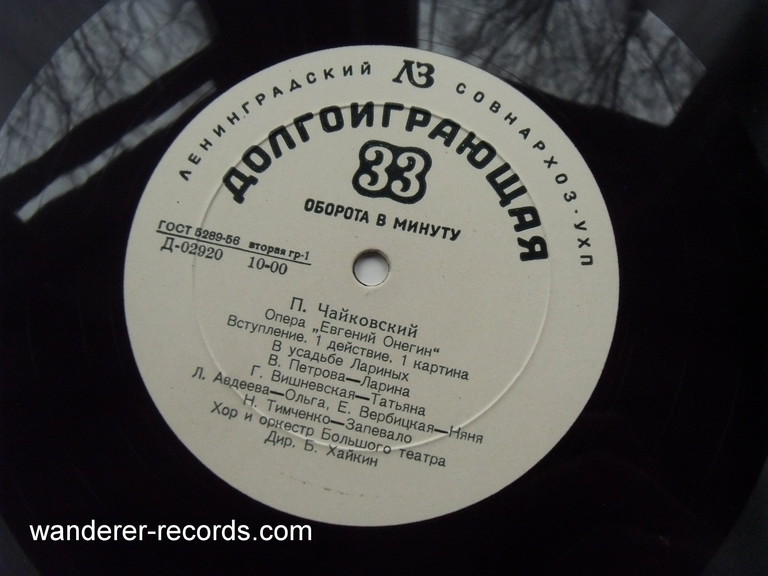 ЛЕНИНГРАДСКИЙ ЛЗ СОВНАРХОЗ·УХП
ДОЛГОИГРАЮЩАЯ
33
ОБОРОТА В МИНУТУ
ГОСТ 5289-56 вторая гр-1
Д-02920 10-00
П. Чайковский
Опера „Евгений Онегин"
Вступление. 1 действие. 1 картина
В усадьбе Лариных
В. Петрова—Ларина
Г. Вишневская—Татьяна
Л. Авдеева—Ольга, Е. Вербицкая—Няня
Н. Тимченко—Запевало
Хор и оркестр Большого театра
Дир. Б. Хайкин
wanderer-records.com